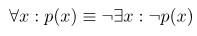 ∀x : p(x) ≡ ¬∃x : ¬p(x)